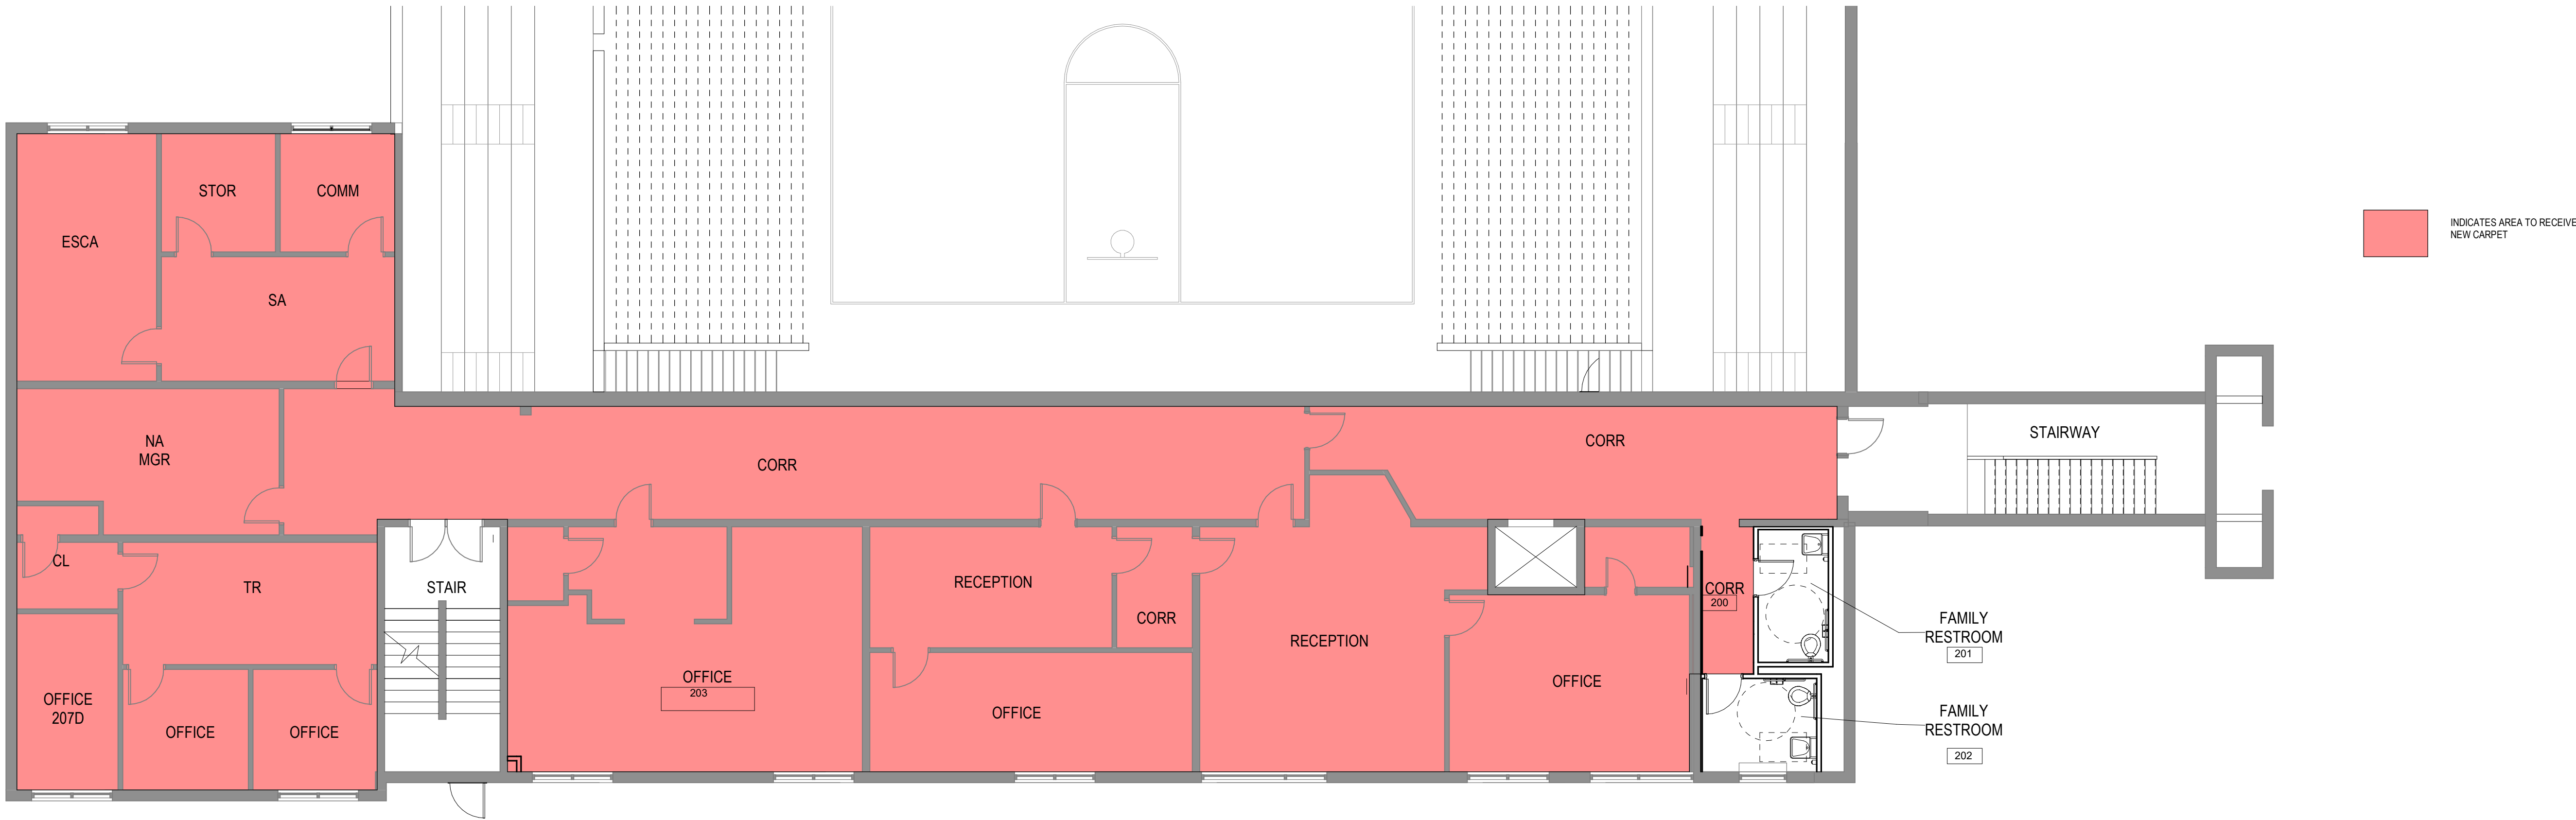 INDICATES AREA TO RECEIVE
NEW CARPET
STOR
COMM
ESCA
SA
NA
MGR
CORR
CORR
STAIRWAY
CL
TR
STAIR
RECEPTION
CORR
RECEPTION
CORR
200
OFFICE
203
OFFICE
OFFICE
FAMILY
RESTROOM
201
OFFICE
207D
OFFICE
OFFICE
FAMILY
RESTROOM
202